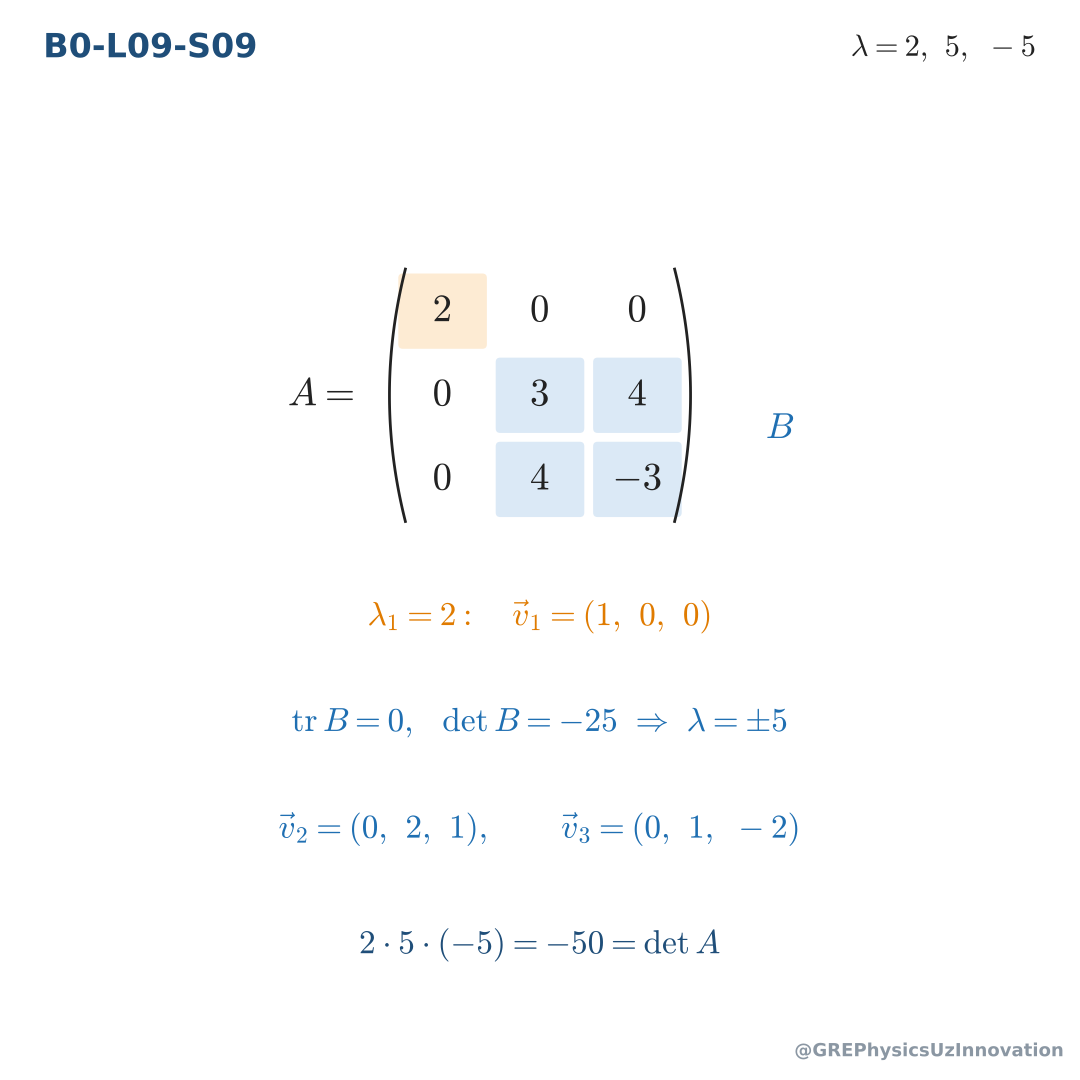 B0-L09-S09
λ = 2, 5, −5
2 0 0
A = 0 3 4
B
0 4 −3
λ₁ = 2: v⃗₁ = (1, 0, 0)
tr B = 0, det B = −25 ⇒ λ = ±5
v⃗₂ = (0, 2, 1), v⃗₃ = (0, 1, −2)
2 · 5 · (−5) = −50 = det A
@GREPhysicsUzInnovation